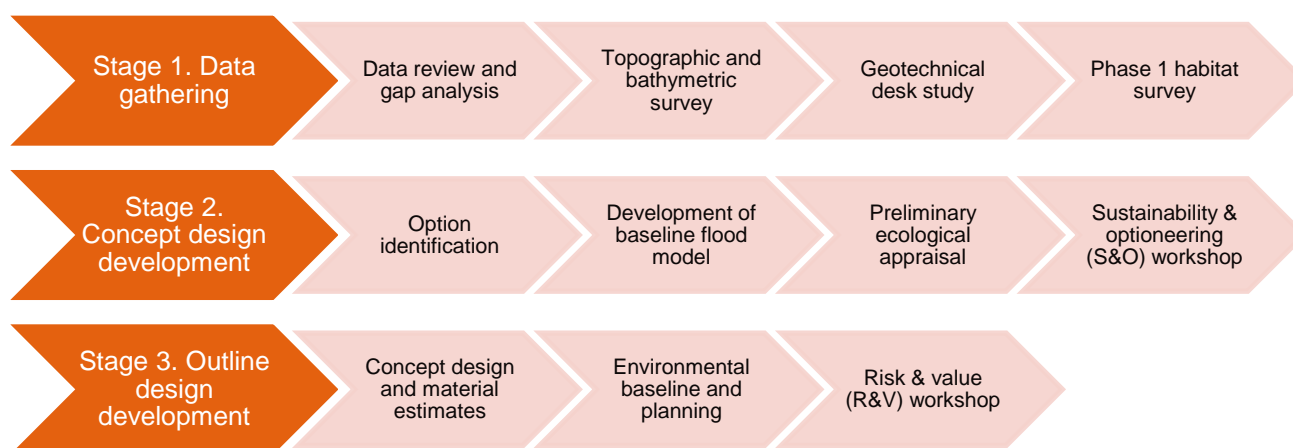 Stage 1. Data
gathering
Data review and
gap analysis
Topographic and
bathymetric
survey
Geotechnical
desk study
Phase 1 habitat
survey
Stage 2.
Concept design
development
Option
identification
Development of
baseline flood
model
Preliminary
ecological
appraisal
Sustainability &
optioneering
(S&O) workshop
Stage 3. Outline
design
development
Concept design
and material
estimates
Environmental
baseline and
planning
Risk & value
(R&V) workshop